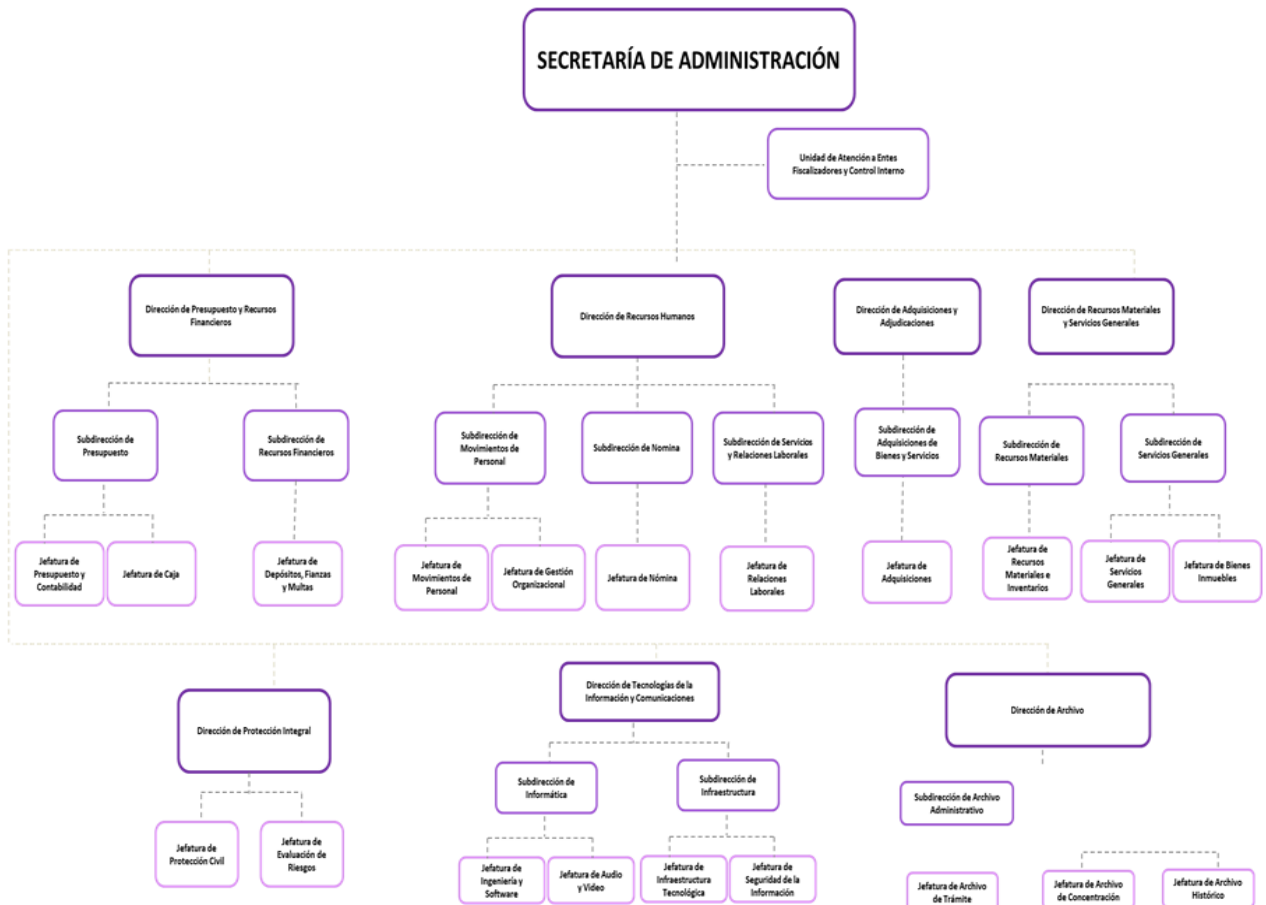 SECRETARÍA DE ADMINISTRACIÓN
Unidad de Atención a Entes
Fiscalizadores y Control Interno
Dirección de Presupuesto y Recursos
Financieros
Dirección de Recursos Humanos
Dirección de Adquisiciones y
Adjudicaciones
Dirección de Recursos Materiales
y Servicios Generales
Subdirección de
Presupuesto
Subdirección de
Recursos Financieros
Subdirección de
Movimientos de
Personal
Subdirección de Nomina
Subdirección de Servicios
y Relaciones Laborales
Subdirección de
Adquisiciones de
Bienes y Servicios
Subdirección de
Recursos Materiales
Subdirección de
Servicios Generales
Jefatura de
Presupuesto y
Contabilidad
Jefatura de Caja
Jefatura de
Depósitos, Fianzas
y Multas
Jefatura de
Movimientos de
Personal
Jefatura de Gestión
Organizacional
Jefatura de Nómina
Jefatura de
Relaciones
Laborales
Jefatura de
Adquisiciones
Jefatura de
Recursos
Materiales e
Inventarios
Jefatura de
Servicios
Generales
Jefatura de Bienes
Inmuebles
Dirección de Protección Integral
Dirección de Tecnologías de la
Información y Comunicaciones
Dirección de Archivo
Subdirección de
Informática
Subdirección de
Infraestructura
Subdirección de Archivo
Administrativo
Jefatura de
Protección Civil
Jefatura de
Evaluación de
Riesgos
Jefatura de
Ingeniería y
Software
Jefatura de Audio
y Video
Jefatura de
Infraestructura
Tecnológica
Jefatura de
Seguridad de la
Información
Jefatura de Archivo
de Trámite
Jefatura de Archivo
de Concentración
Jefatura de Archivo
Histórico